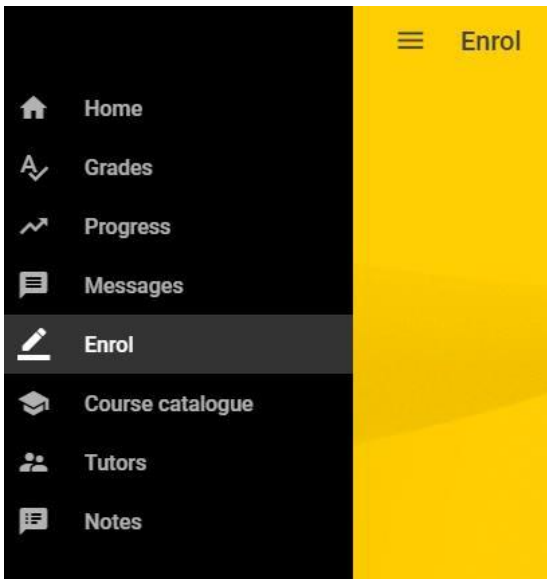 Enrol
Home
Grades
Progress
Messages
Enrol
Course catalogue
Tutors
Notes